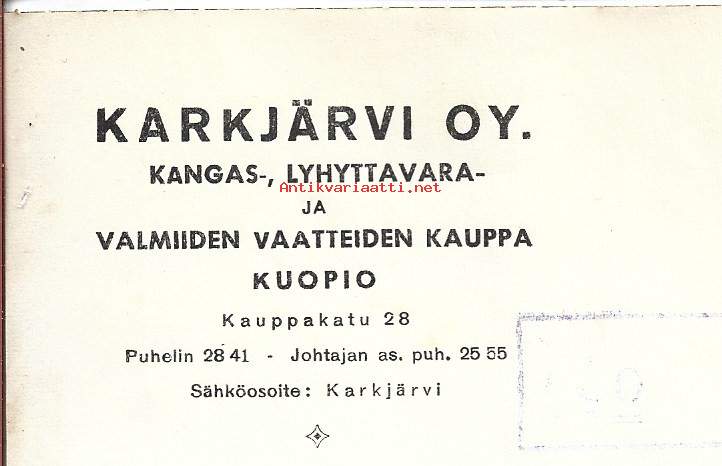 KARKJÄRVI OY.
KANGAS-, LYHYTTAVARA-
Antikvariaatti.net
JA
VALMIIDEN VAATTEIDEN KAUPPA
KUOPIO
Kauppakatu 28
Puhelin 28 41 - Johtajan as. puh. 25 55
Sähköosoite: Karkjärvi